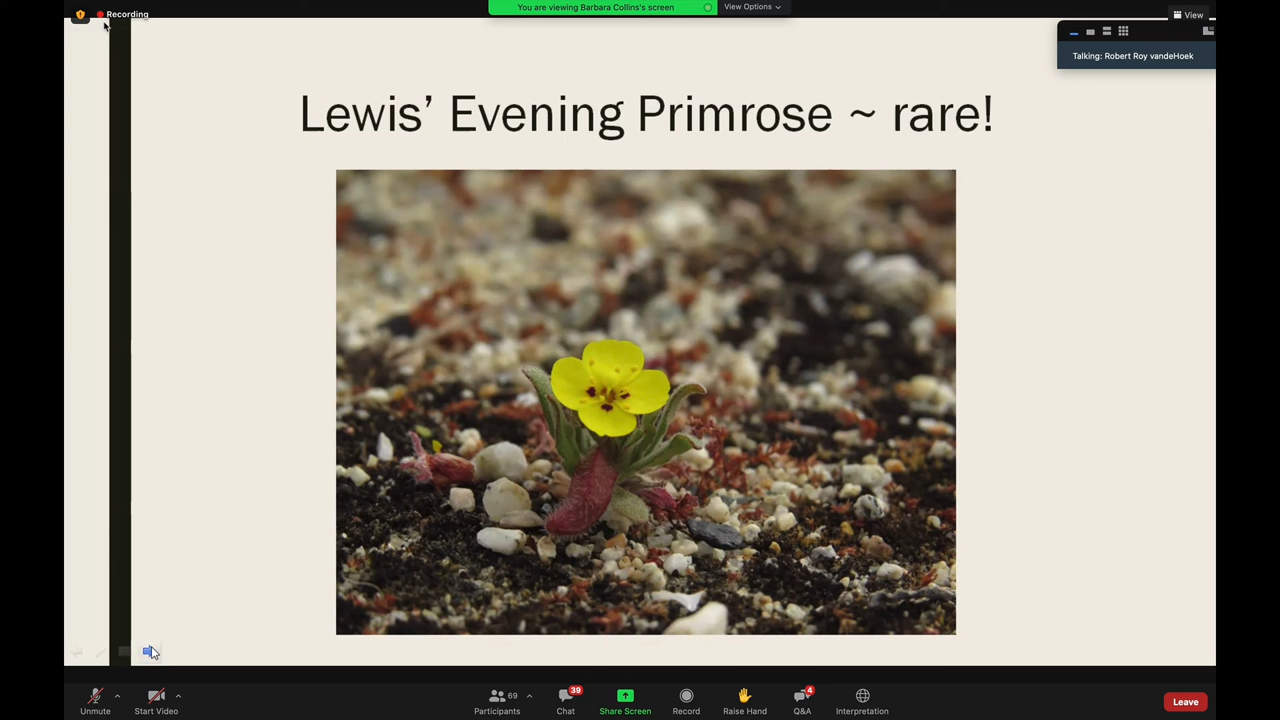 Recording
You are viewing Barbara Collins's screen
View Options
View
Talking: Robert Roy vandeHoek
Lewis’ Evening Primrose ~ rare!
Unmute
Start Video
69
Participants
39
Chat
Share Screen
Record
Raise Hand
4
Q&A
Interpretation
Leave